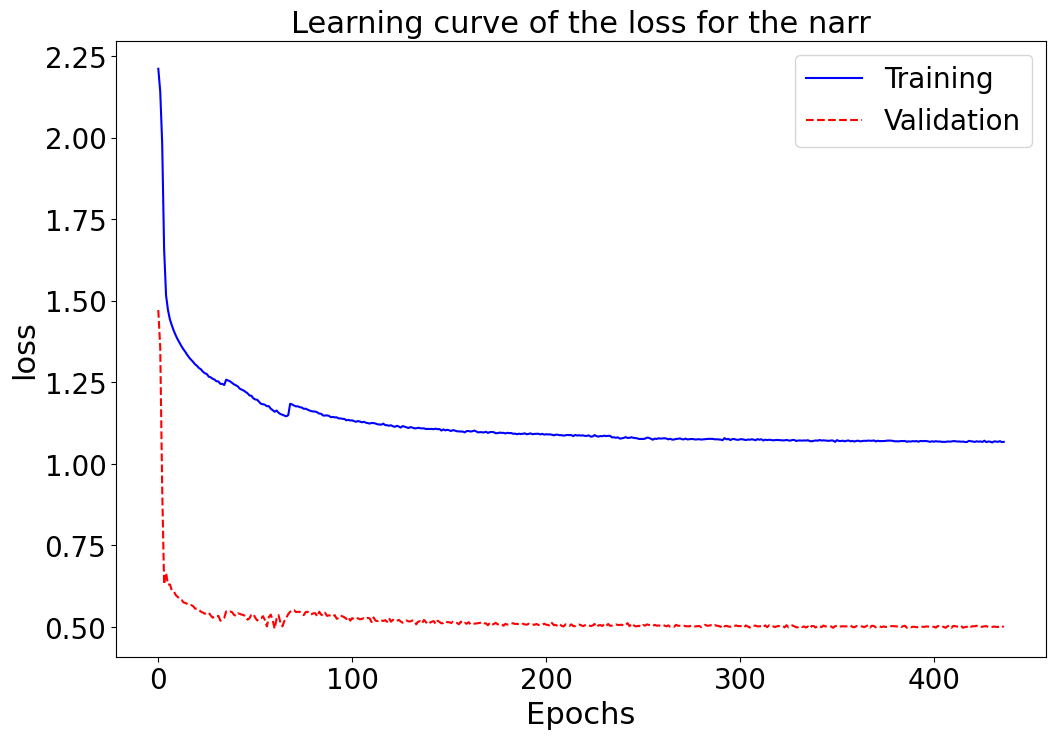 Learning curve of the loss for the narr
2.25
2.00
1.75
1.50
1.25
1.00
0.75
0.50
loss
Training
Validation
0 100 200 300 400
Epochs